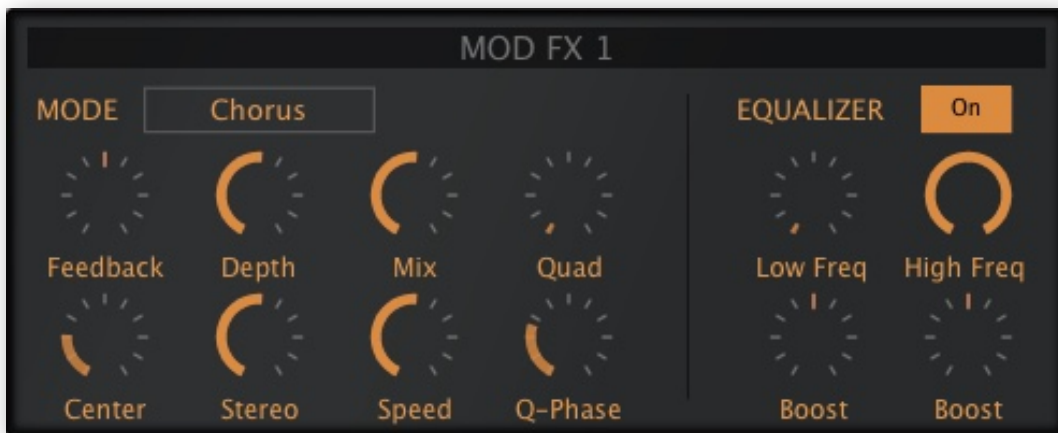 MOD FX 1
MODE Chorus
EQUALIZER On
Feedback Depth Mix Quad
Low Freq High Freq
Center Stereo Speed Q-Phase
Boost Boost